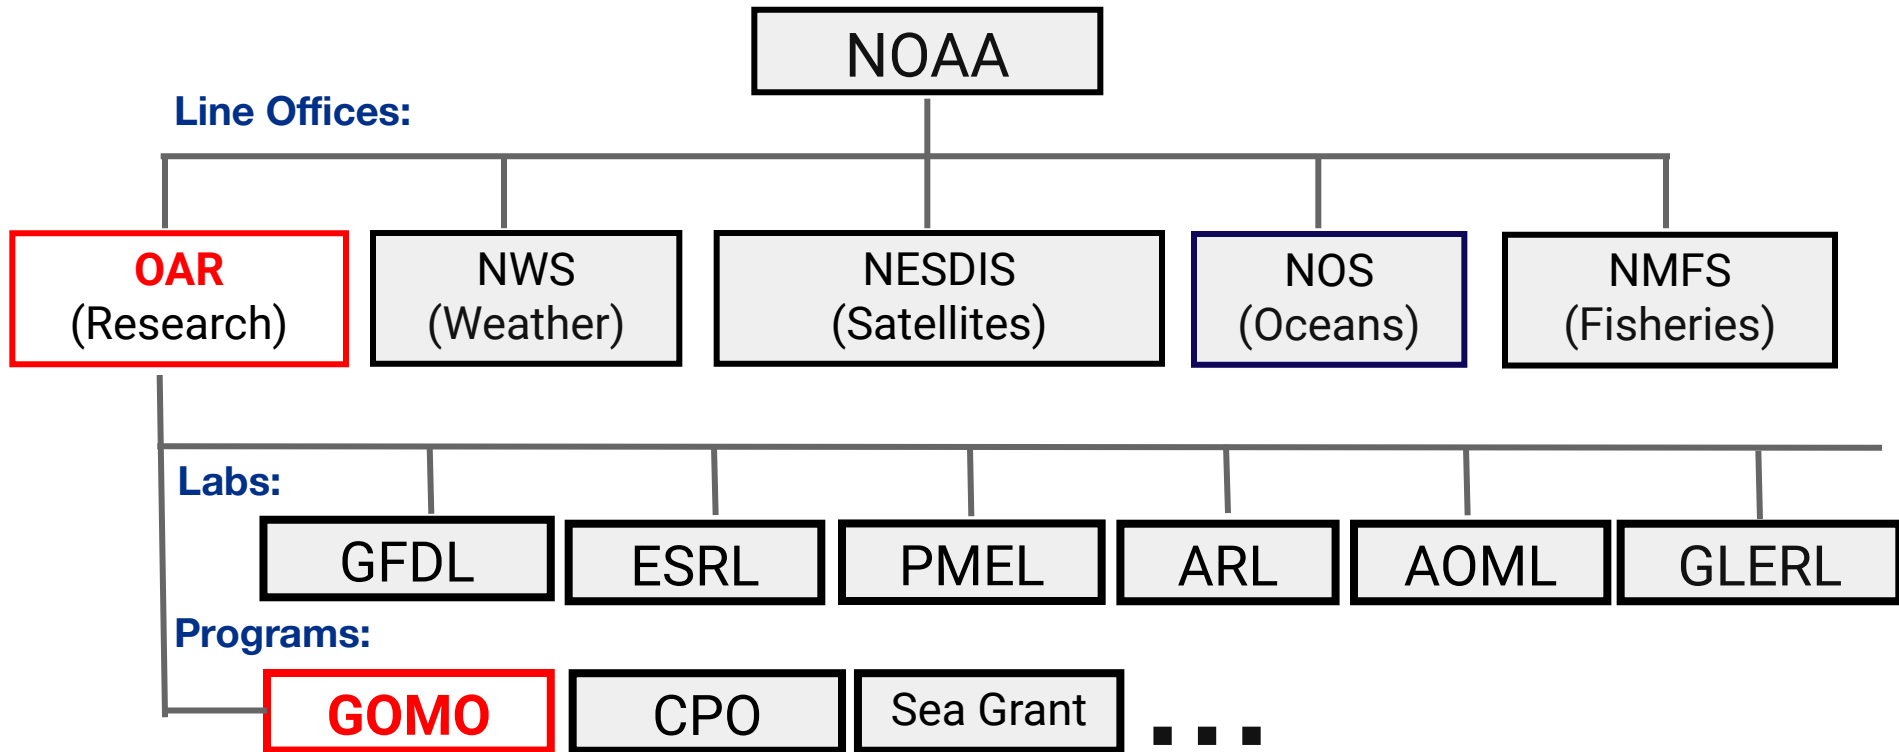 NOAA
Line Offices:
OAR
(Research)
NWS
(Weather)
NESDIS
(Satellites)
NOS
(Oceans)
NMFS
(Fisheries)
Labs:
GFDL
ESRL
PMEL
ARL
AOML
GLERL
Programs:
GOMO
CPO
Sea Grant
...